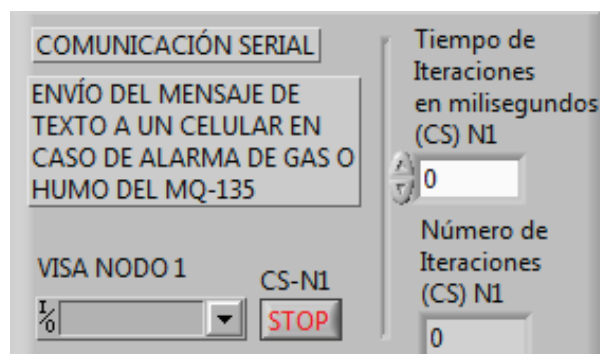 COMUNICACIÓN SERIAL
ENVÍO DEL MENSAJE DE
TEXTO A UN CELULAR EN
CASO DE ALARMA DE GAS O
HUMO DEL MQ-135
VISA NODO 1
I/O
CS-N1
STOP
Tiempo de
Iteraciones
en milisegundos
(CS) N1
0
Número de
Iteraciones
(CS) N1
0